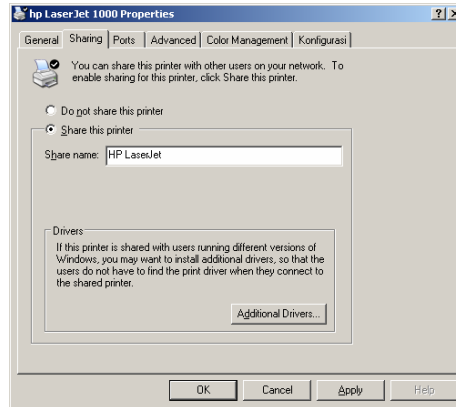 hp LaserJet 1000 Properties
General Sharing Ports Advanced Color Management Konfigurasi
You can share this printer with other users on your network. To
enable sharing for this printer, click Share this printer.
Do not share this printer
Share this printer
Share name: HP LaserJet
Drivers
If this printer is shared with users running different versions of
Windows, you may want to install additional drivers, so that the
users do not have to find the print driver when they connect to
the shared printer.
Additional Drivers...
OK Cancel Apply Help